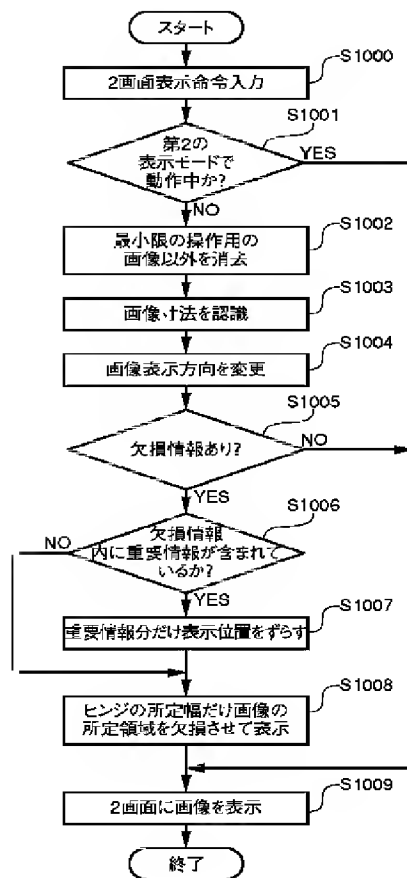 スタート
S1000
2画面表示命令入力
S1001
第2の
表示モードで
動作中か?
YES
NO
S1002
最小限の操作用の
画像以外を消去
S1003
画像寸法を認識
S1004
画像表示方向を変更
S1005
欠損情報あり?
NO
YES
S1006
欠損情報
内に重要情報が含まれて
いるか?
NO
YES
S1007
重要情報分だけ表示位置をずらす
S1008
ヒンジの所定幅だけ画像の
所定領域を欠損させて表示
S1009
2画面に画像を表示
終了